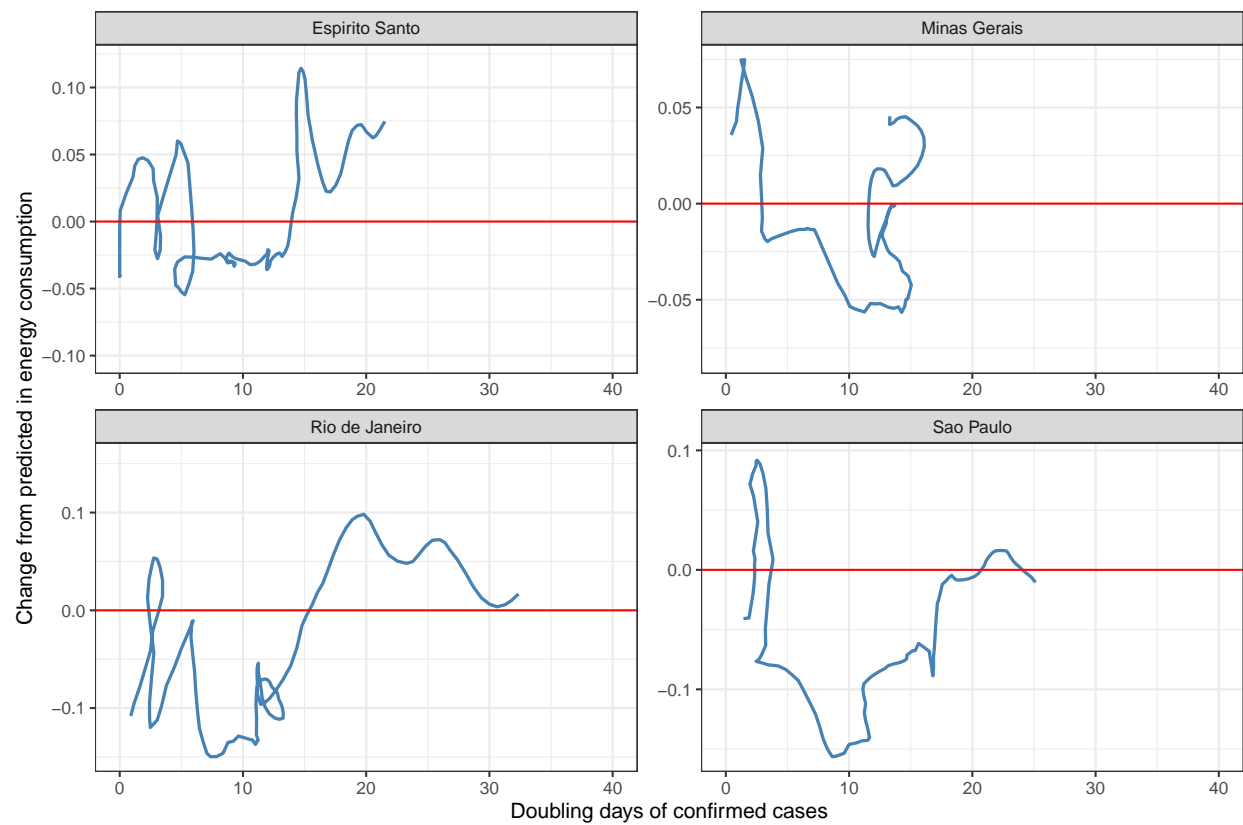 Espirito Santo
Minas Gerais
0.10
0.05
0.00
−0.05
−0.10
0.05
0.00
−0.05
0 10 20 30 40
0 10 20 30 40
Rio de Janeiro
Sao Paulo
0.1
0.0
−0.1
0.1
0.0
−0.1
0 10 20 30 40
0 10 20 30 40
Doubling days of confirmed cases
Change from predicted in energy consumption